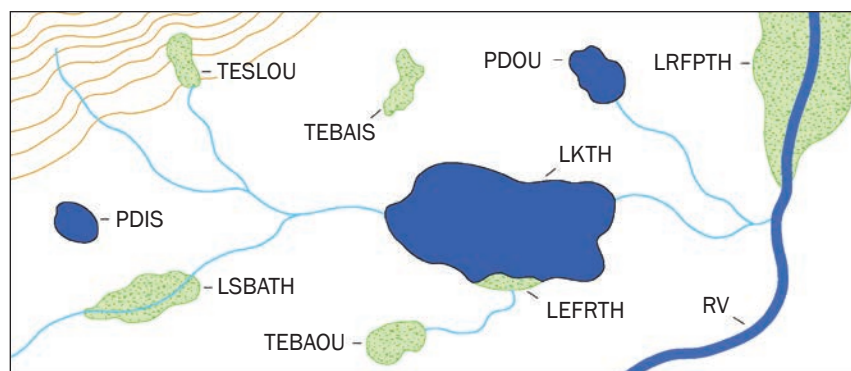 TESLOU
TEBAIS
PDOU
LRFPTH
LKTH
PDIS
LSBATH
LEFRTH
TEBAOU
RV